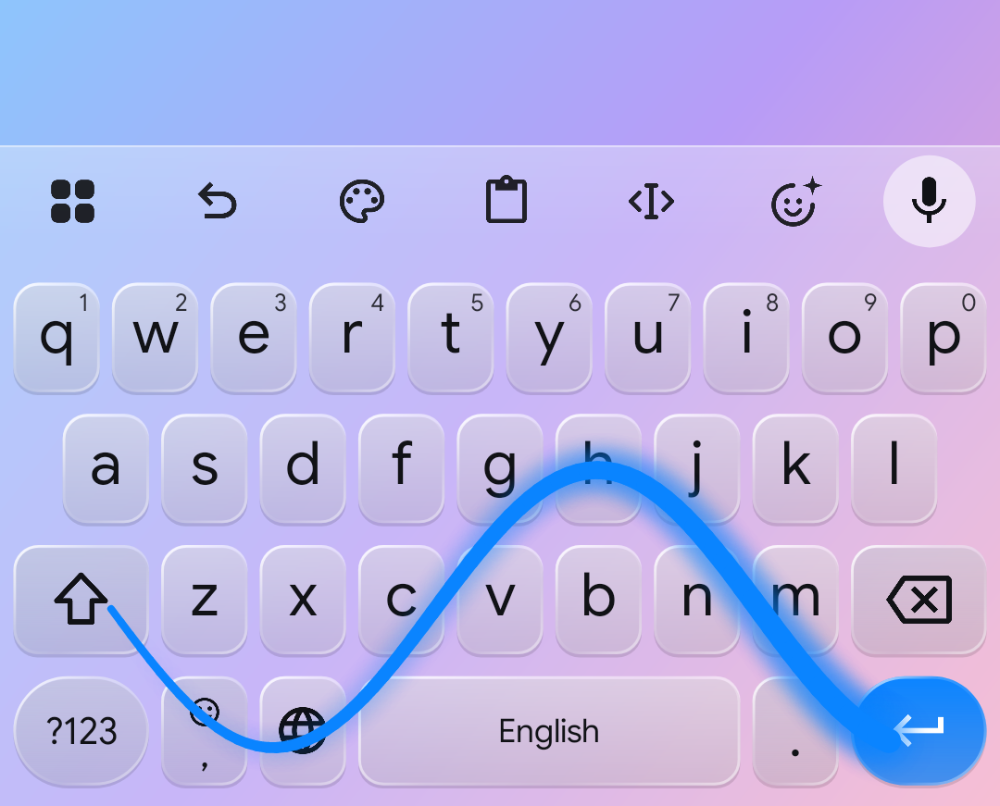 1 2 3 4 5 6 7 8 9 0
q w e r t y u i o p
a s d f g h j k l
z x c v b n m
?123 , English .